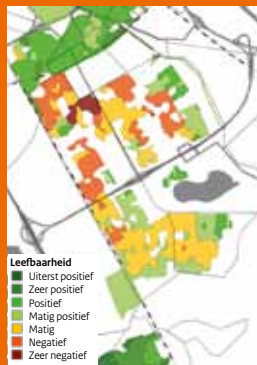 Leefbaarheid
Uiterst positief
Zeer positief
Positief
Matig positief
Matig
Negatief
Zeer negatief